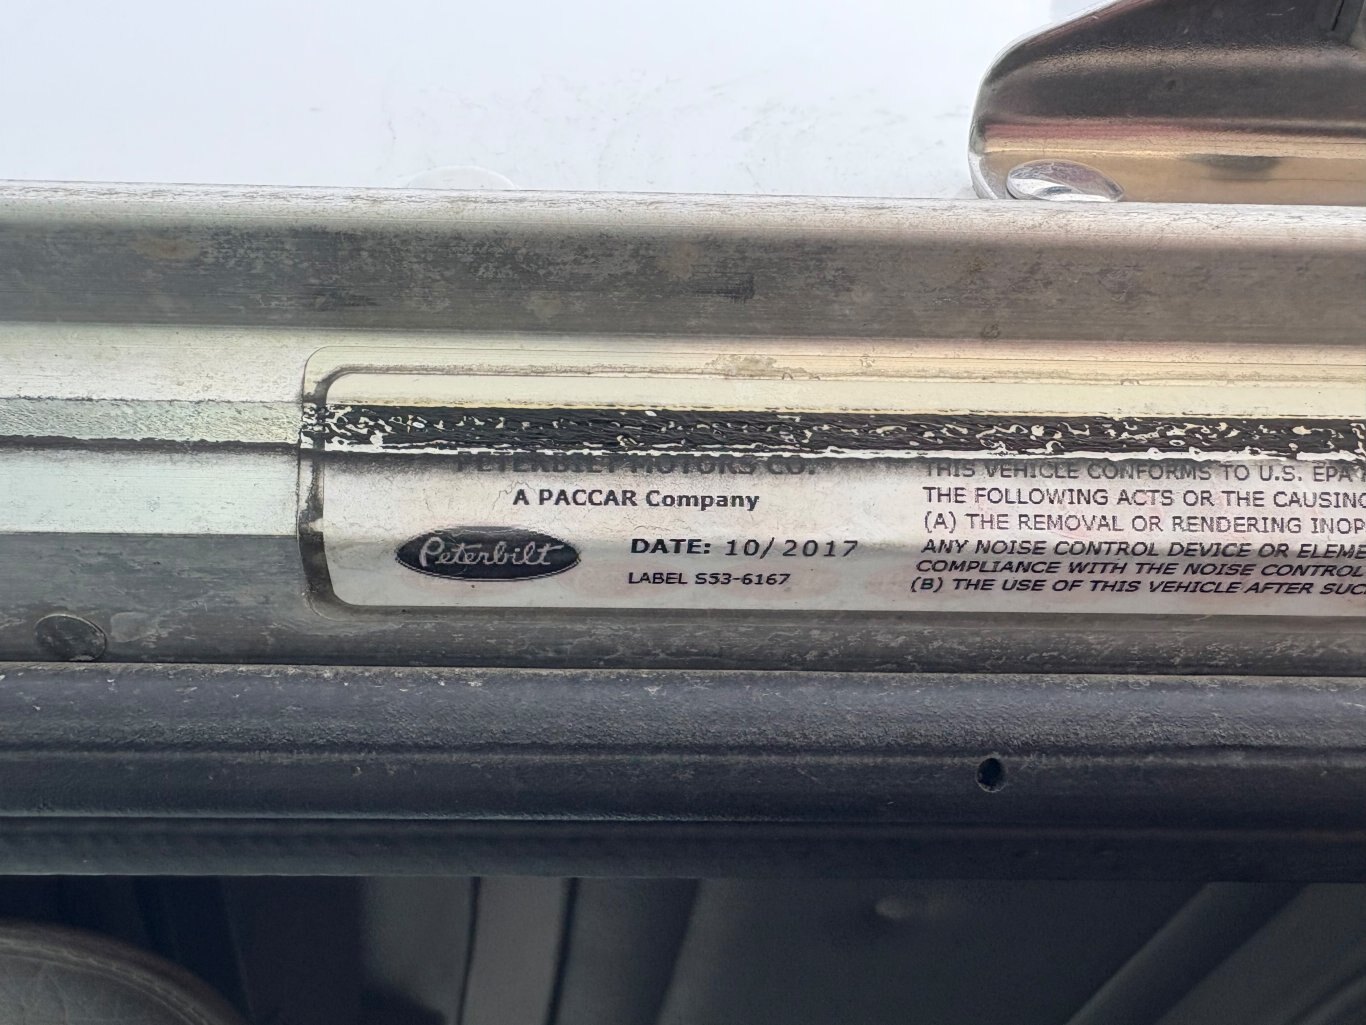 PETERBILT MOTORS CO.
A PACCAR Company
Peterbilt
DATE: 10/2017
LABEL S53-6167
THIS VEHICLE CONFORMS TO U.S. EPA
THE FOLLOWING ACTS OR THE CAUSING
(A) THE REMOVAL OR RENDERING INOP
ANY NOISE CONTROL DEVICE OR ELEME
COMPLIANCE WITH THE NOISE CONTROL
(B) THE USE OF THIS VEHICLE AFTER SUC